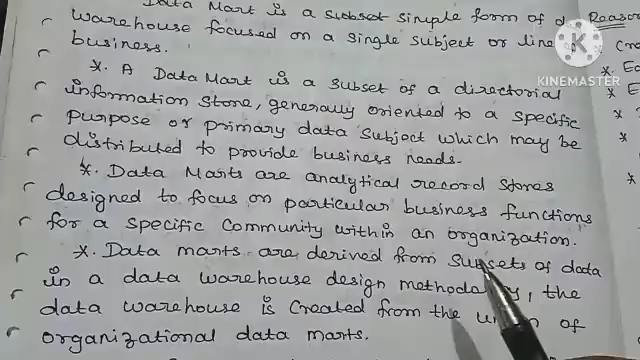 Data Mart is a subset simple form of a
warehouse focused on a single subject or line of
business.
*. A Data Mart is a subset of a directorial
information store, generally oriented to a specific
purpose or primary data subject which may be
distributed to provide business needs.
*. Data Marts are analytical record stores
designed to focus on particular business functions
for a specific community within an organization.
*. Data marts are derived from subsets of data
in a data warehouse design methodology, the
data warehouse is created from the union of
organizational data marts.
Reaso
KINEMASTER